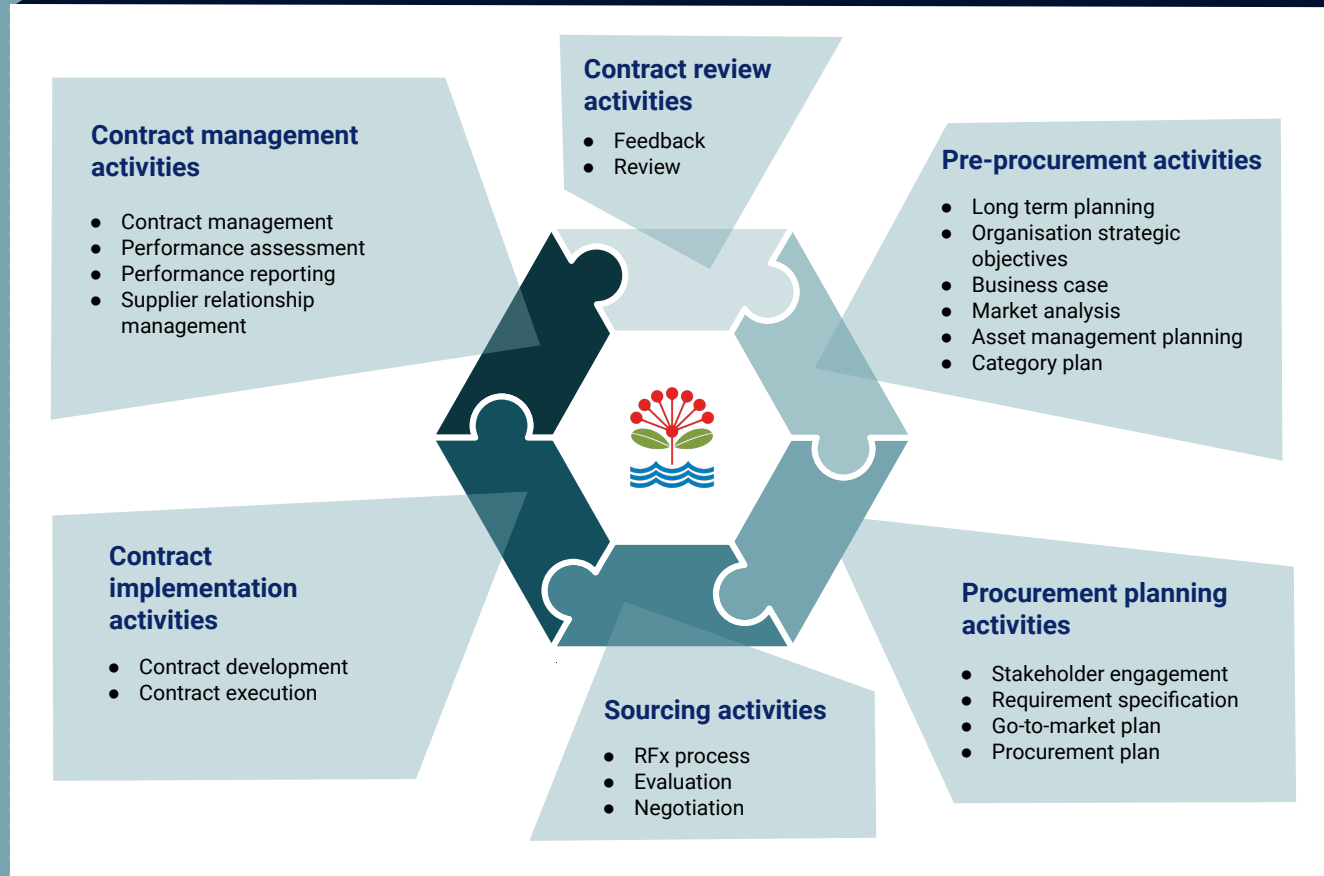 Contract review
activities
● Feedback
● Review
Contract management
activities
● Contract management
● Performance assessment
● Performance reporting
● Supplier relationship
management
Pre-procurement activities
● Long term planning
● Organisation strategic
objectives
● Business case
● Market analysis
● Asset management planning
● Category plan
Contract
implementation
activities
● Contract development
● Contract execution
Procurement planning
activities
● Stakeholder engagement
● Requirement specification
● Go-to-market plan
● Procurement plan
Sourcing activities
● RFx process
● Evaluation
● Negotiation